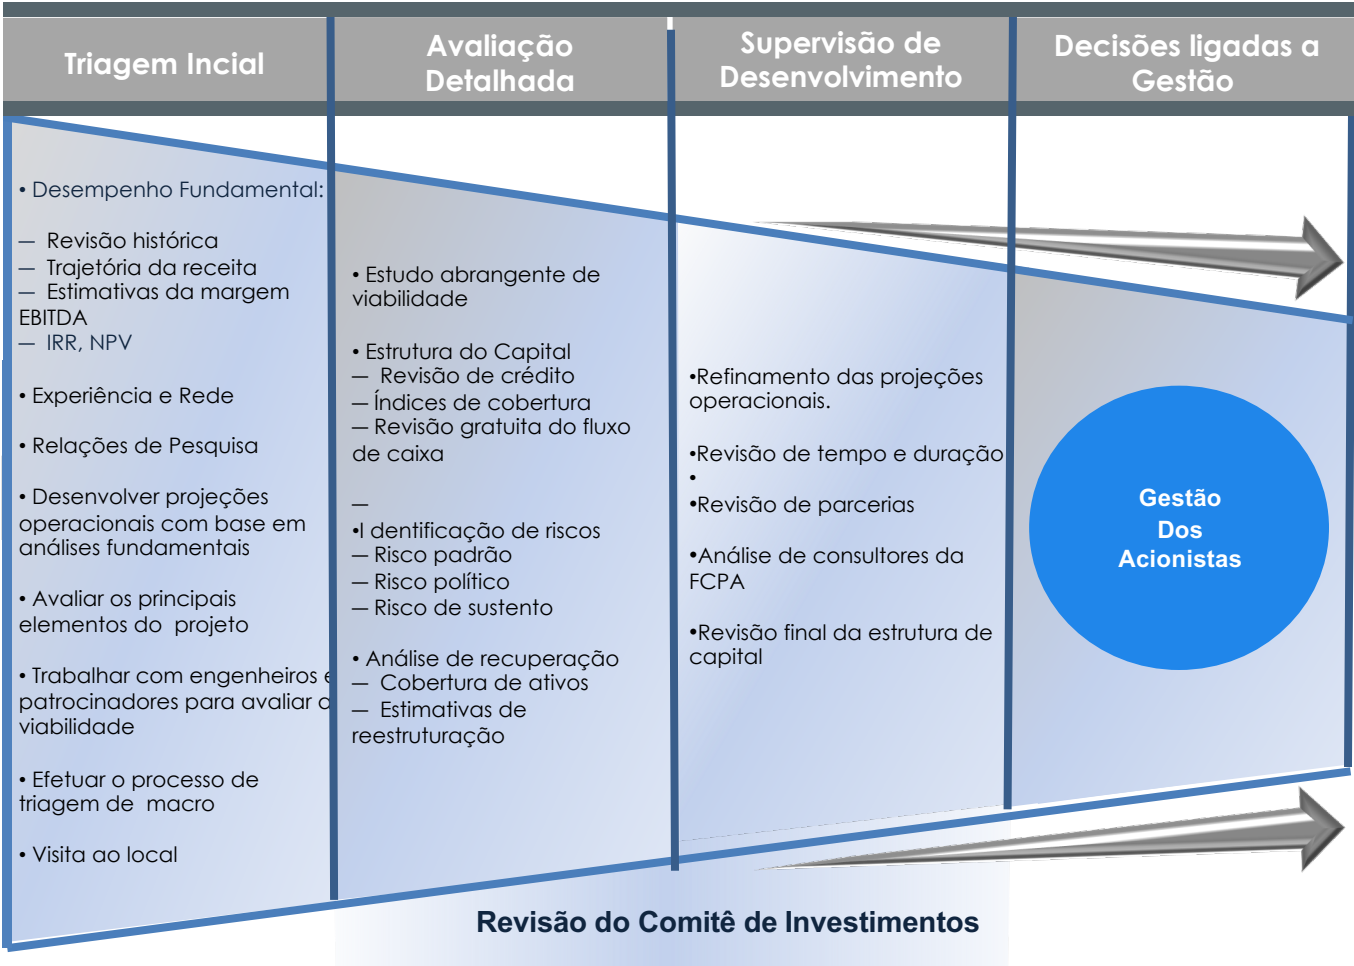 Triagem Incial
Avaliação
Detalhada
Supervisão de
Desenvolvimento
Decisões ligadas a
Gestão
• Desempenho Fundamental:
— Revisão histórica
— Trajetória da receita
— Estimativas da margem
EBITDA
— IRR, NPV
• Experiência e Rede
• Relações de Pesquisa
• Desenvolver projeções
operacionais com base em
análises fundamentais
• Avaliar os principais
elementos do projeto
• Trabalhar com engenheiros e
patrocinadores para avaliar a
viabilidade
• Efetuar o processo de
triagem de macro
• Visita ao local
• Estudo abrangente de
viabilidade
• Estrutura do Capital
— Revisão de crédito
— Índices de cobertura
— Revisão gratuita do fluxo
de caixa
—
•I dentificação de riscos
— Risco padrão
— Risco político
— Risco de sustento
• Análise de recuperação
— Cobertura de ativos
— Estimativas de
reestruturação
•Refinamento das projeções
operacionais.
•Revisão de tempo e duração
•
•Revisão de parcerias
•Análise de consultores da
FCPA
•Revisão final da estrutura de
capital
Gestão
Dos
Acionistas
Revisão do Comitê de Investimentos